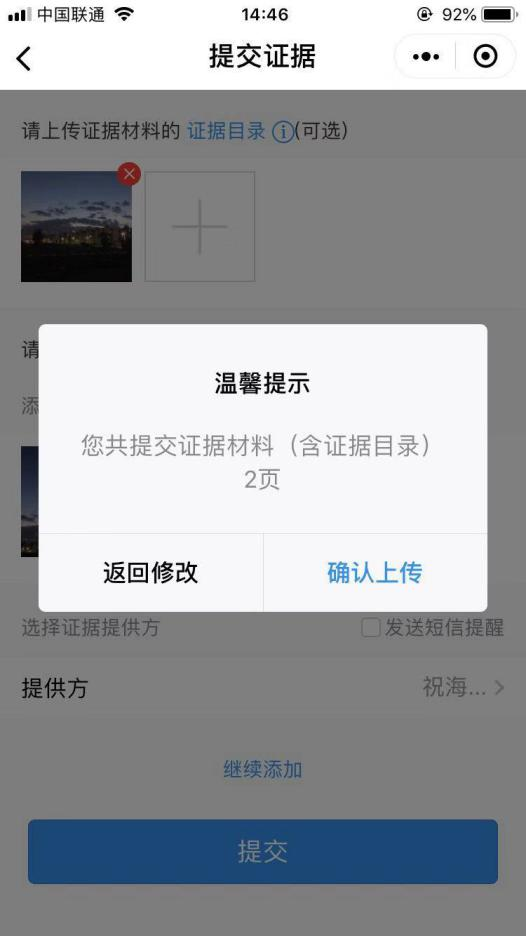 中国联通
14:46
92%
提交证据
请上传证据材料的 证据目录 (可选)
请
添
温馨提示
您共提交证据材料（含证据目录）
2页
返回修改
确认上传
选择证据提供方
发送短信提醒
提供方
祝海...
继续添加
提交